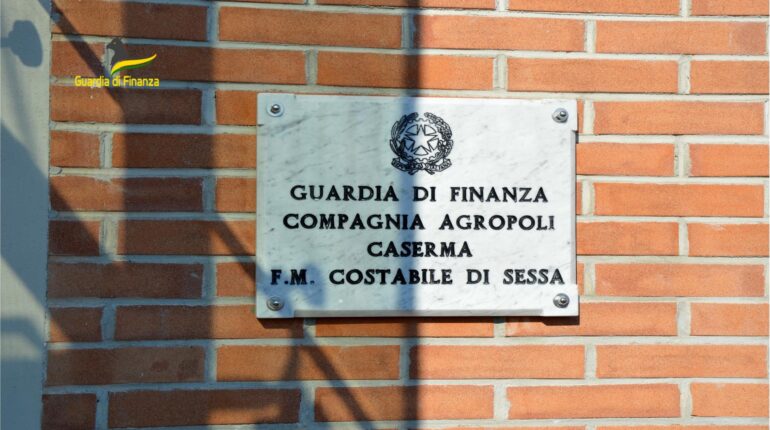 Guardia di Finanza
GUARDIA DI FINANZA
COMPAGNIA AGROPOLI
CASERMA
F.M. COSTABILE DI SESSA